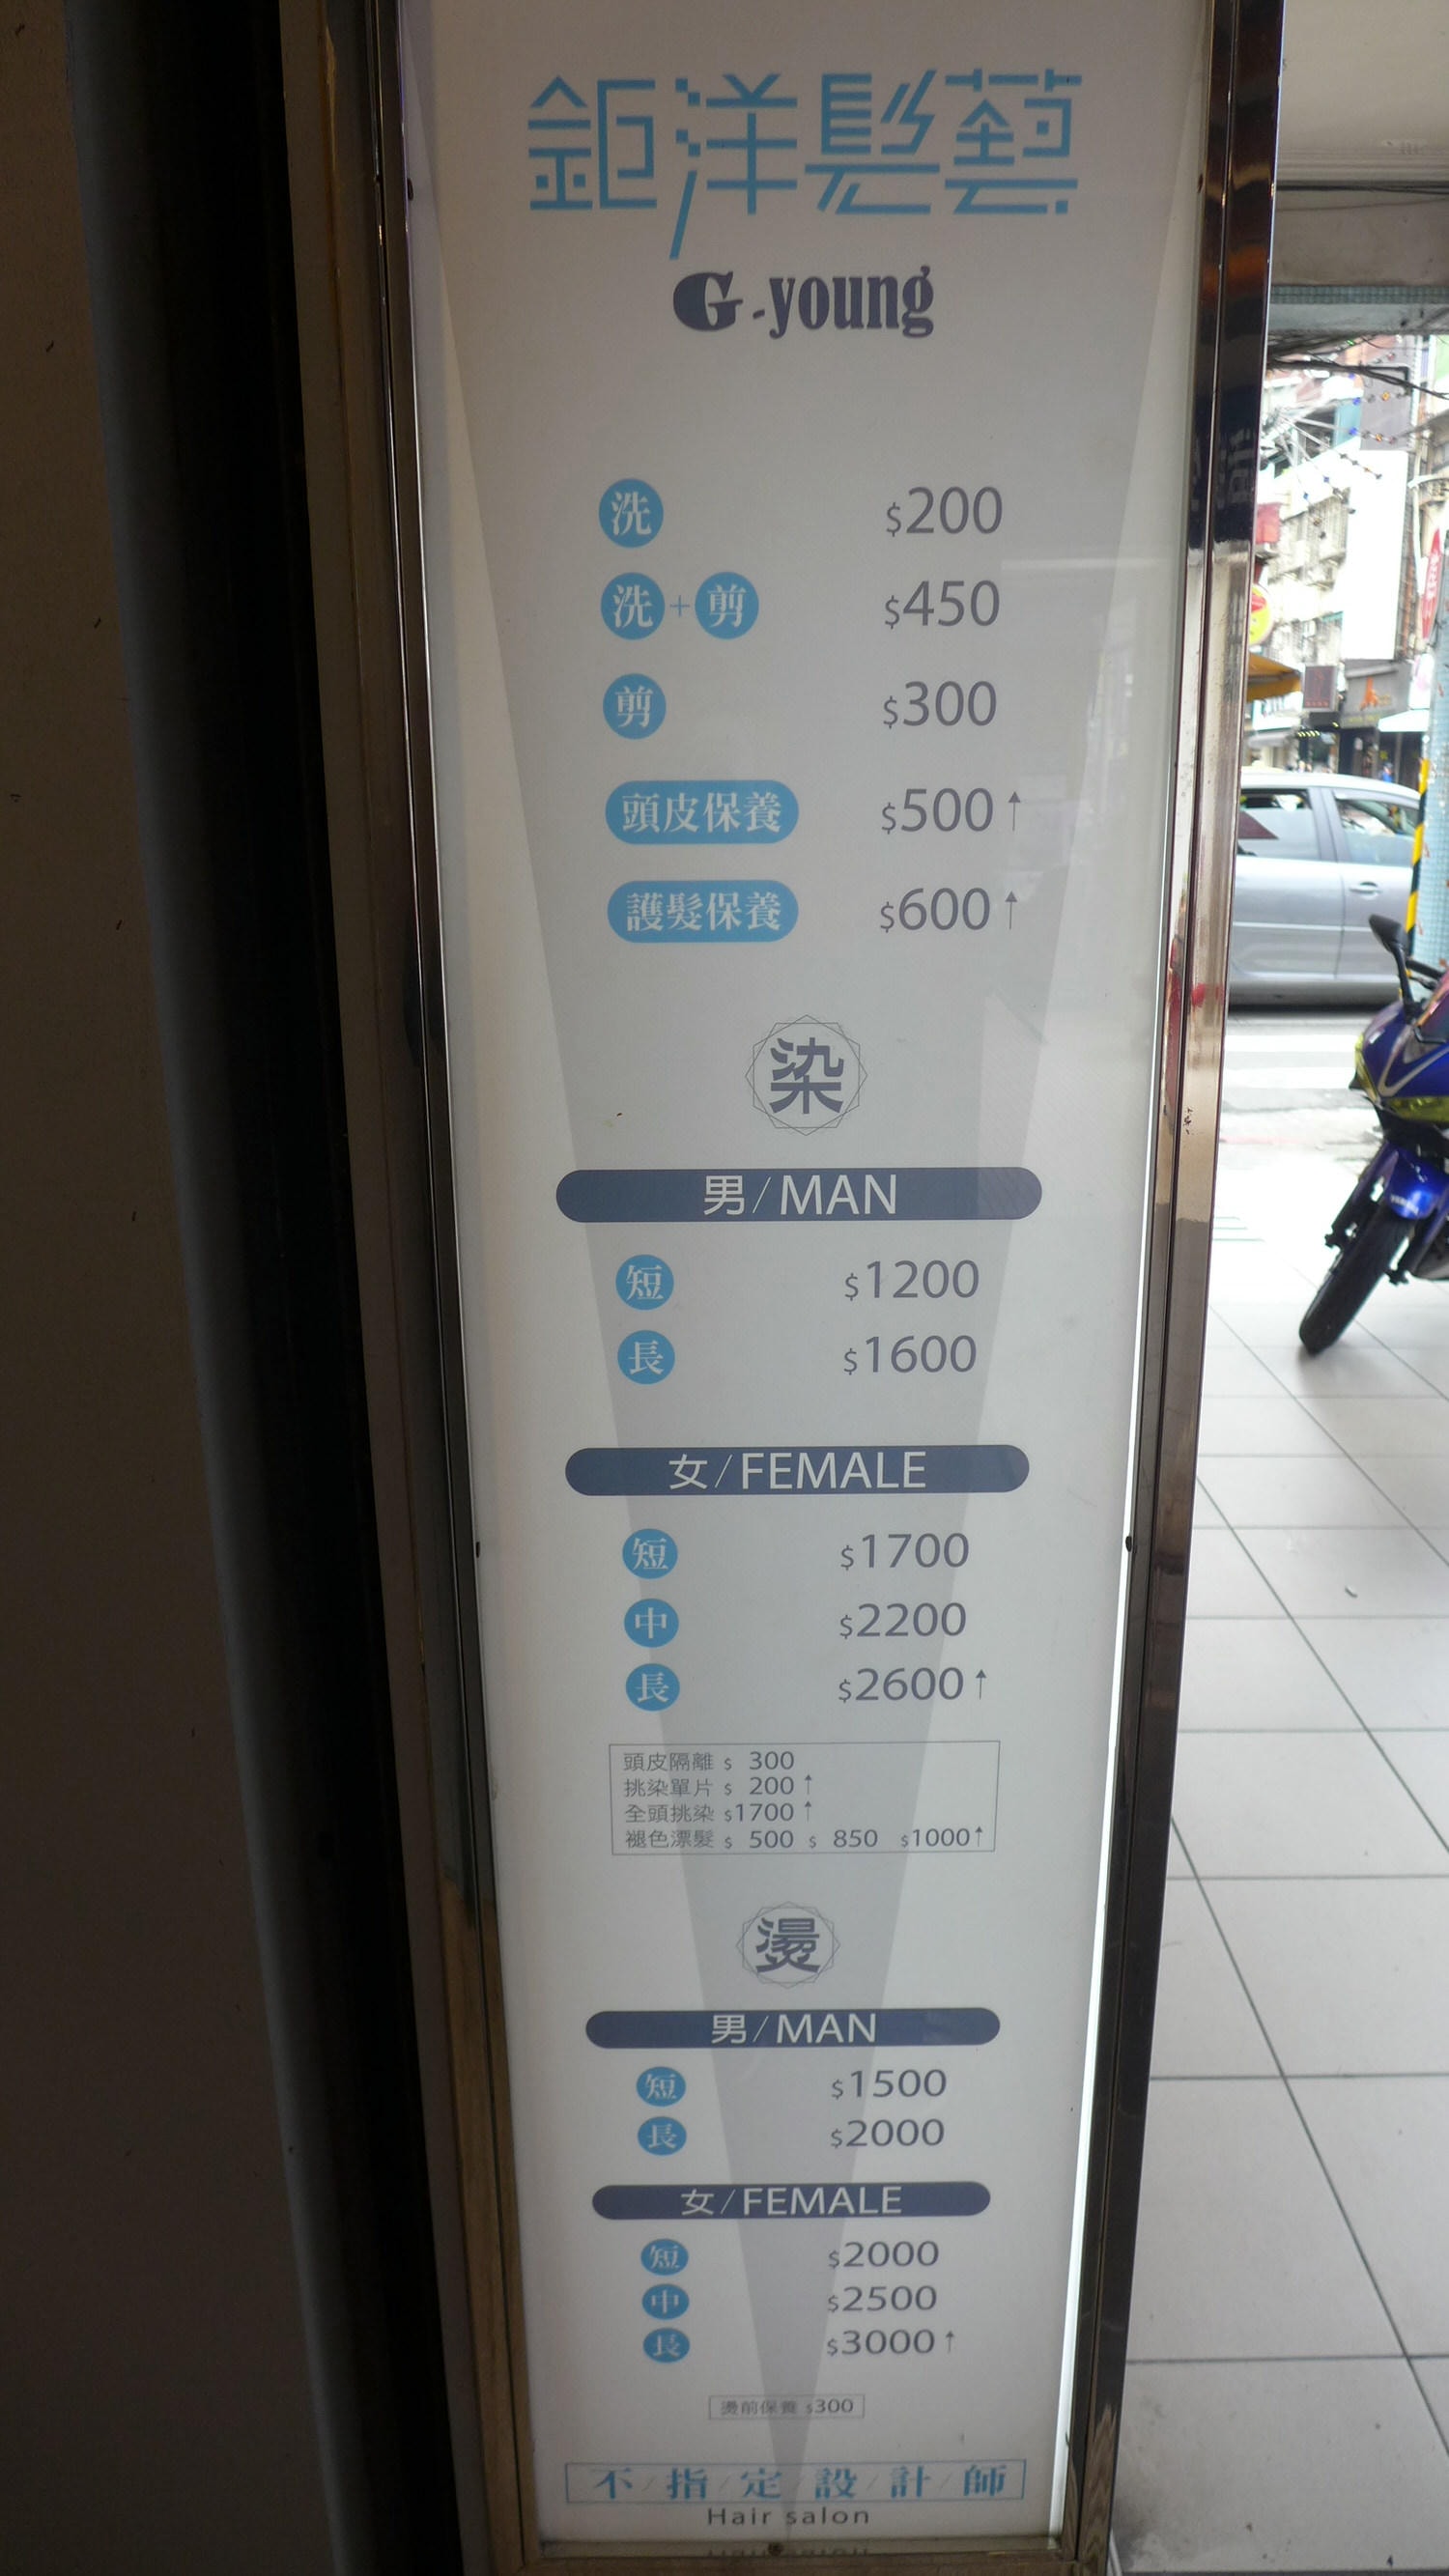 鉅洋髮藝
G-young
洗 $200
洗+剪 $450
剪 $300
頭皮保養 $500↑
護髮保養 $600↑
染
男/MAN
短 $1200
長 $1600
女/FEMALE
短 $1700
中 $2200
長 $2600↑
頭皮隔離 $ 300
挑染單片 $ 200↑
全頭挑染 $1700↑
褪色漂髮 $ 500 $ 850 $1000↑
燙
男/MAN
短 $1500
長 $2000
女/FEMALE
短 $2000
中 $2500
長 $3000↑
燙前保養 $300
不/指/定/設/計/師
Hair salon